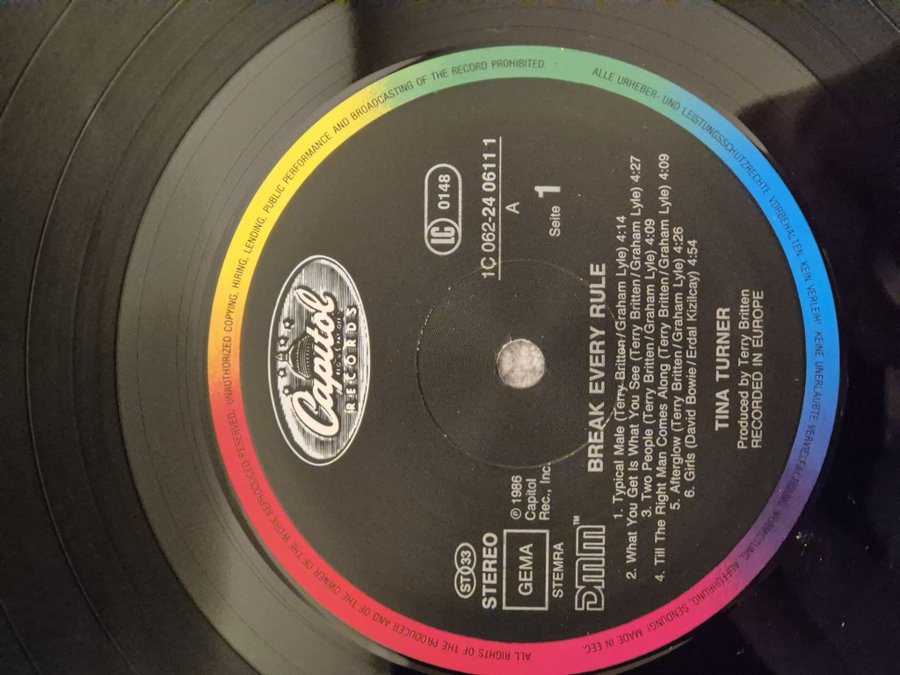 ALL RIGHTS OF THE PRODUCER AND OF THE OWNER OF THE WORK REPRODUCED RESERVED. UNAUTHORIZED COPYING, HIRING, LENDING, PUBLIC PERFORMANCE AND BROADCASTING OF THE RECORD PROHIBITED
ALLE URHEBER- UND LEISTUNGSSCHUTZRECHTE VORBEHALTEN. KEIN VERLEIH! KEINE UNERLAUBTE VERVIELFÄLTIGUNG, VERMIETUNG, AUFFÜHRUNG, SENDUNG! MADE IN EEC.
Capitol
REG. U.S. PAT. OFF.
RECORDS
ST 33
STEREO
GEMA
STEMRA
DMM™
℗ 1986
Capitol
Rec., Inc.
LC 0148
1C 062-24 0611 1
A
Seite 1
BREAK EVERY RULE
1. Typical Male (Terry Britten/Graham Lyle) 4:14
2. What You Get Is What You See (Terry Britten/Graham Lyle) 4:27
3. Two People (Terry Britten/Graham Lyle) 4:09
4. Till The Right Man Comes Along (Terry Britten/Graham Lyle) 4:09
5. Afterglow (Terry Britten/Graham Lyle) 4:26
6. Girls (David Bowie/Erdal Kizilcay) 4:54
TINA TURNER
Produced by Terry Britten
RECORDED IN EUROPE